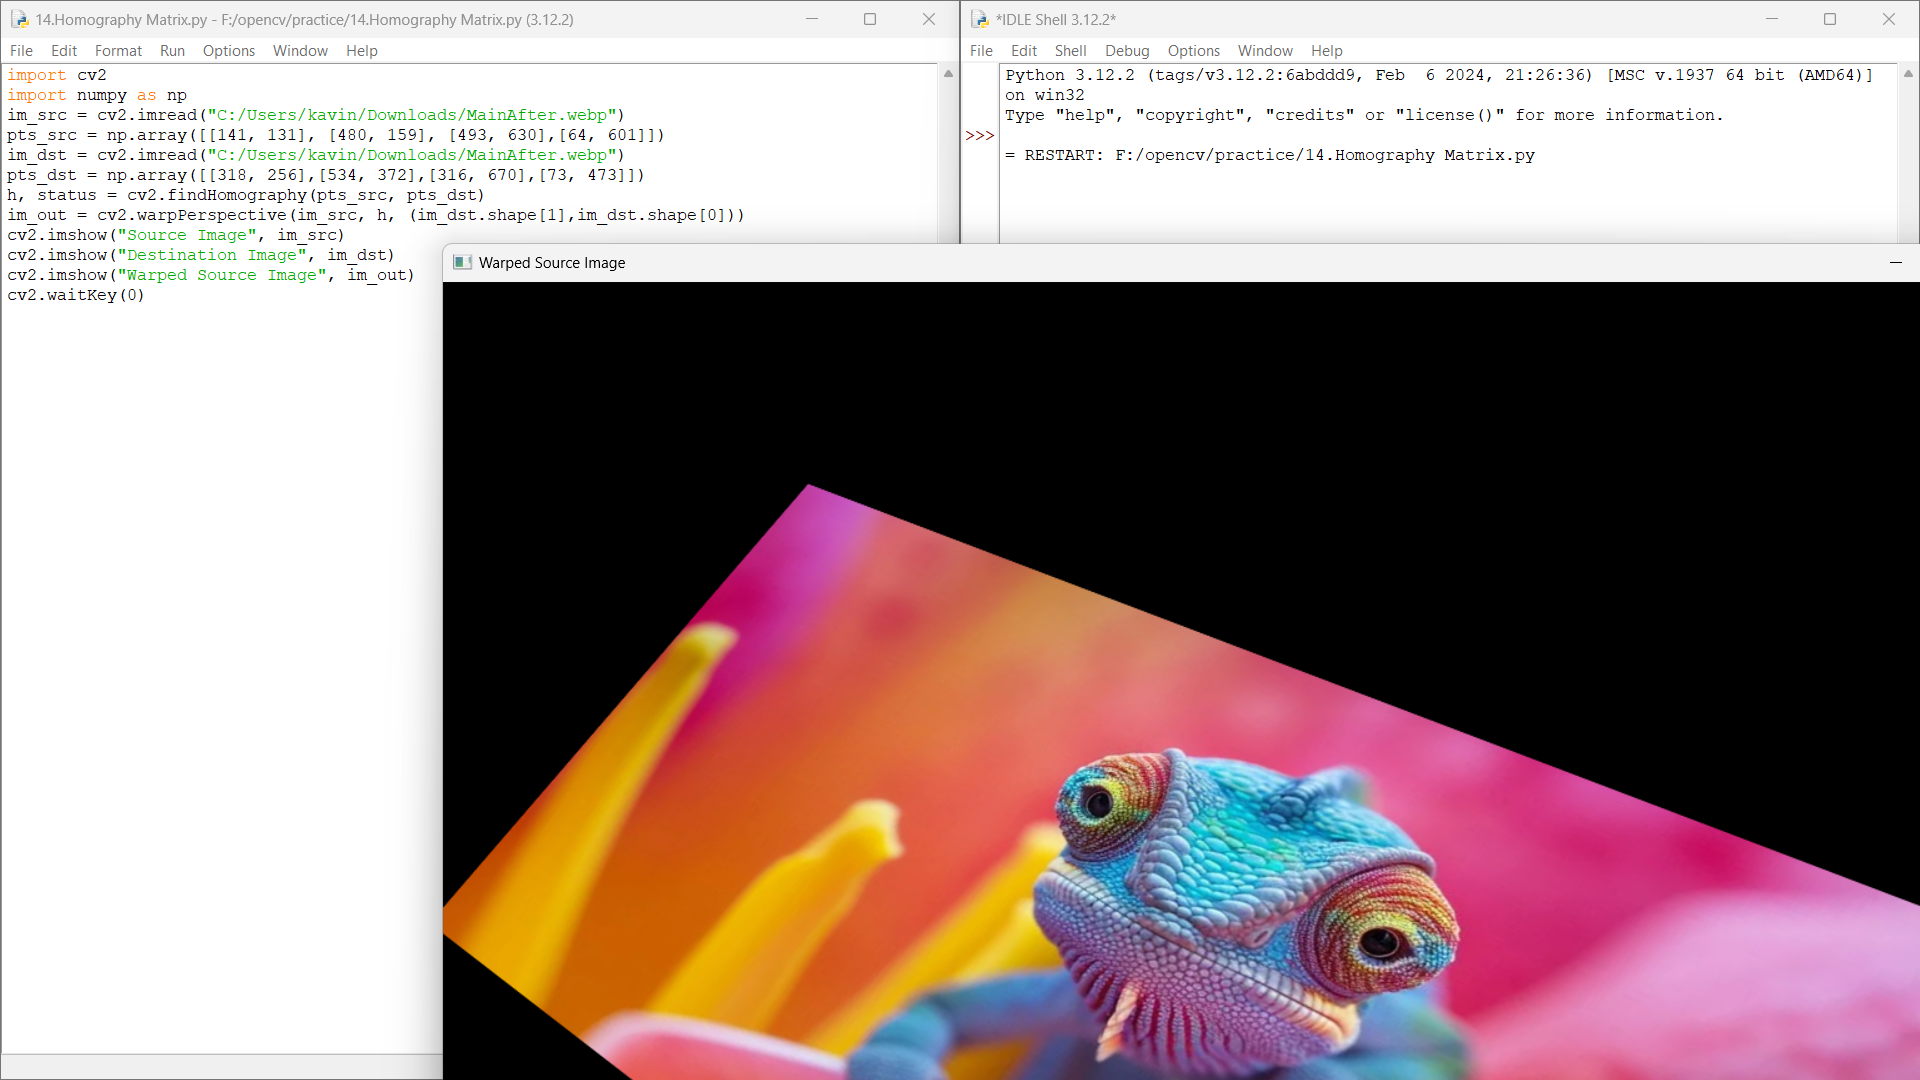 14.Homography Matrix.py - F:/opencv/practice/14.Homography Matrix.py (3.12.2)
File Edit Format Run Options Window Help
import cv2
import numpy as np
im_src = cv2.imread("C:/Users/kavin/Downloads/MainAfter.webp")
pts_src = np.array([[141, 131], [480, 159], [493, 630],[64, 601]])
im_dst = cv2.imread("C:/Users/kavin/Downloads/MainAfter.webp")
pts_dst = np.array([[318, 256],[534, 372],[316, 670],[73, 473]])
h, status = cv2.findHomography(pts_src, pts_dst)
im_out = cv2.warpPerspective(im_src, h, (im_dst.shape[1],im_dst.shape[0]))
cv2.imshow("Source Image", im_src)
cv2.imshow("Destination Image", im_dst)
cv2.imshow("Warped Source Image", im_out)
cv2.waitKey(0)
*IDLE Shell 3.12.2*
File Edit Shell Debug Options Window Help
Python 3.12.2 (tags/v3.12.2:6abddd9, Feb  6 2024, 21:26:36) [MSC v.1937 64 bit (AMD64)]
on win32
Type "help", "copyright", "credits" or "license()" for more information.
>>>
= RESTART: F:/opencv/practice/14.Homography Matrix.py
Warped Source Image